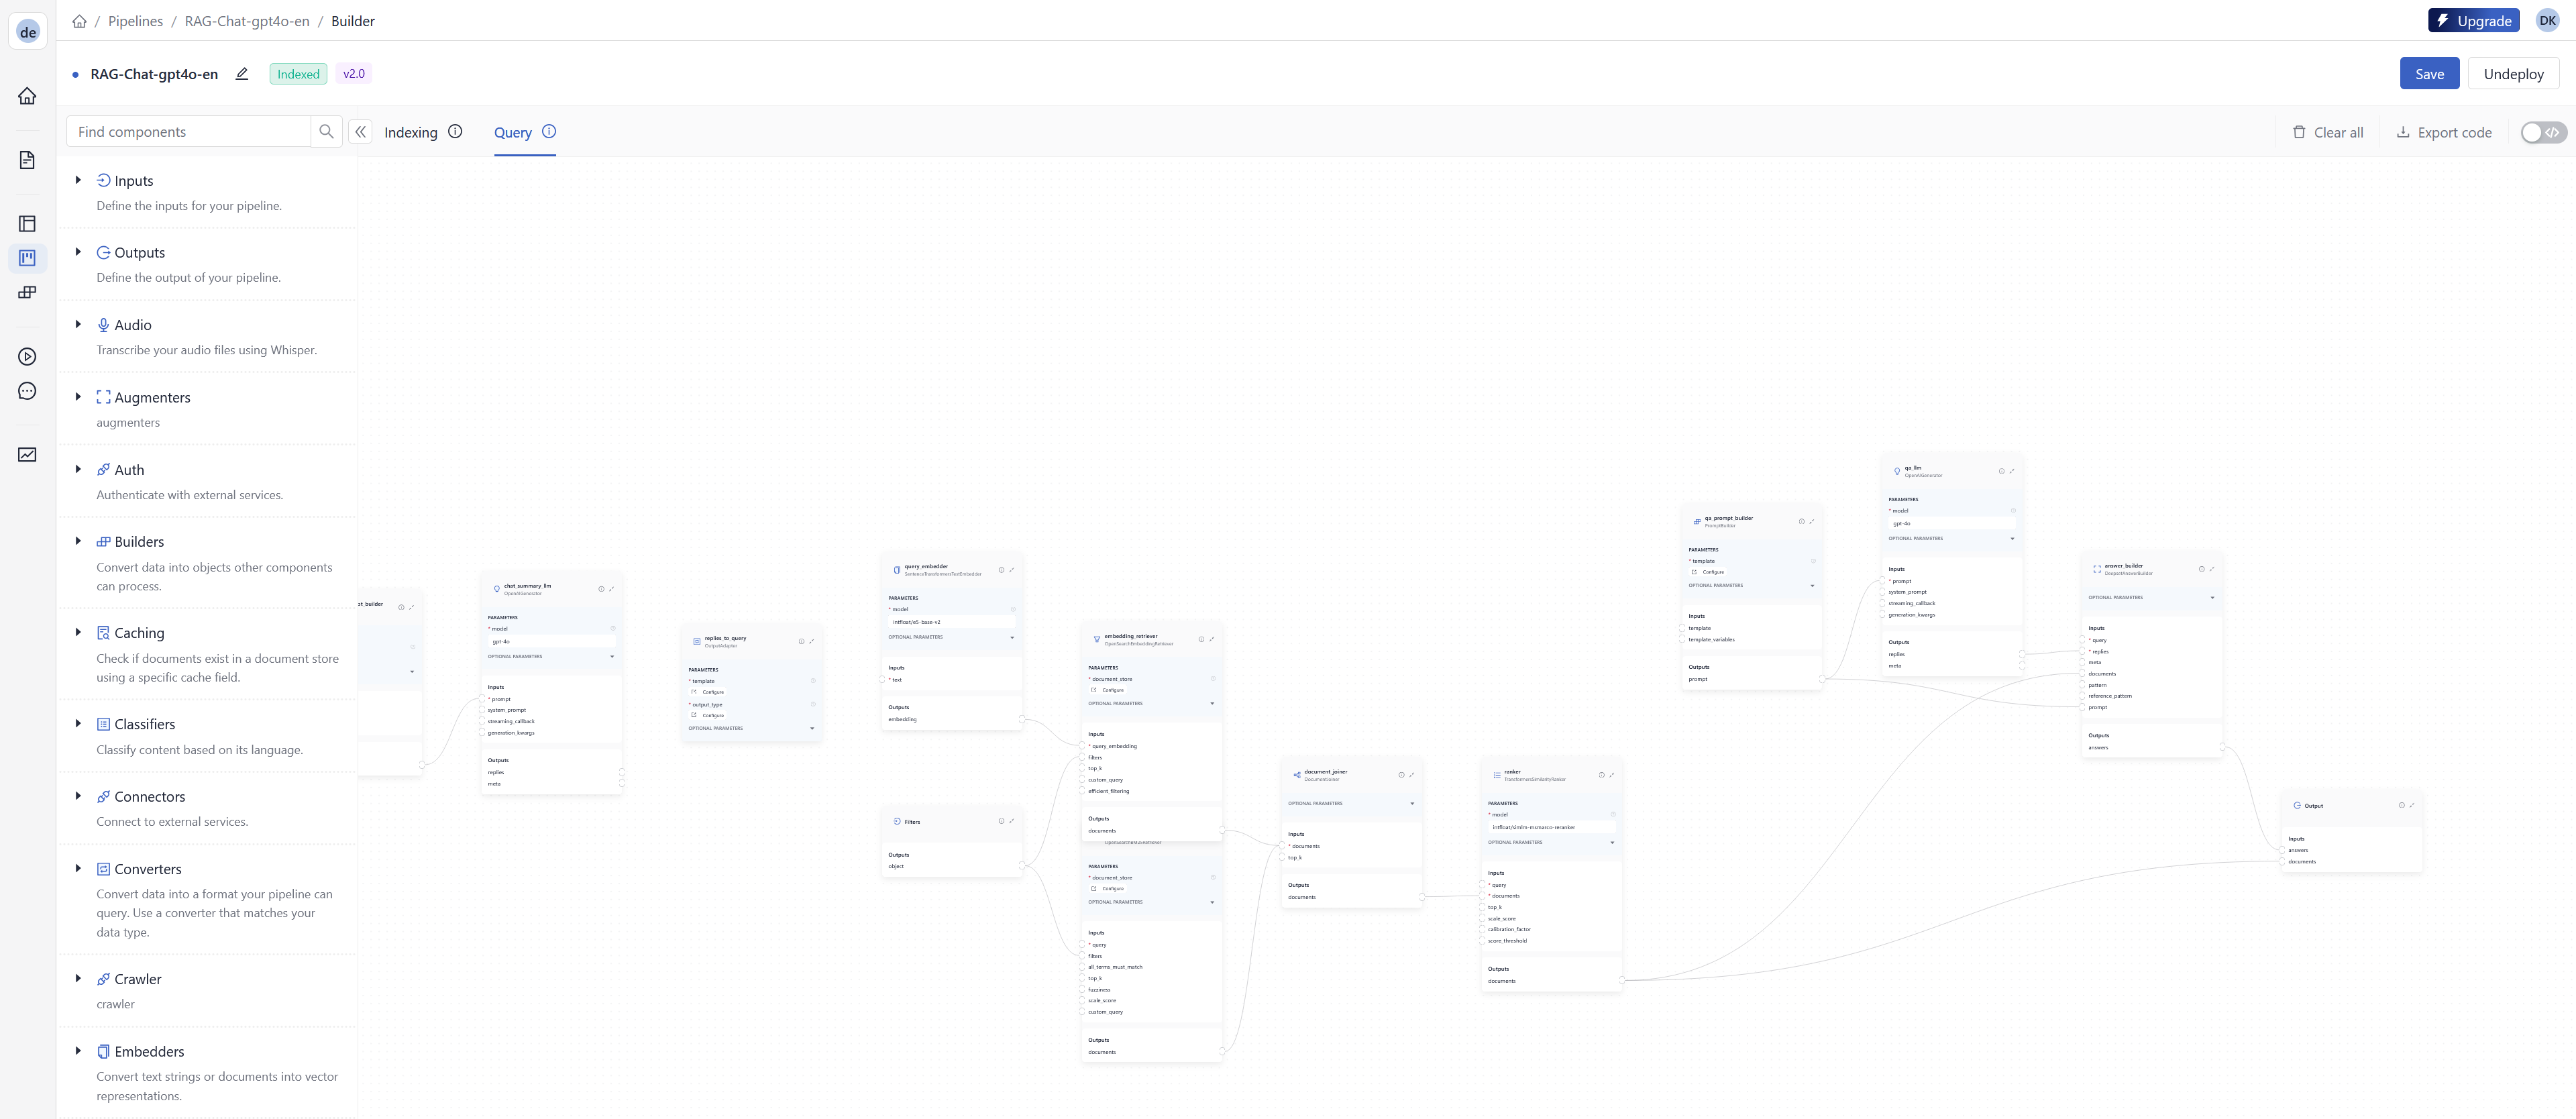 de
Pipelines / RAG-Chat-gpt4o-en / Builder
Upgrade
DK
RAG-Chat-gpt4o-en
Indexed
v2.0
Save
Undeploy
Find components
Indexing
Query
Clear all
Export code
Inputs
Define the inputs for your pipeline.
Outputs
Define the output of your pipeline.
Audio
Transcribe your audio files using Whisper.
Augmenters
augmenters
Auth
Authenticate with external services.
Builders
Convert data into objects other components
can process.
Caching
Check if documents exist in a document store
using a specific cache field.
Classifiers
Classify content based on its language.
Connectors
Connect to external services.
Converters
Convert data into a format your pipeline can
query. Use a converter that matches your
data type.
Crawler
crawler
Embedders
Convert text strings or documents into vector
representations.
pt_builder
chat_summary_llm
OpenAIGenerator
PARAMETERS
* model
gpt-4o
OPTIONAL PARAMETERS
Inputs
* prompt
system_prompt
streaming_callback
generation_kwargs
Outputs
replies
meta
replies_to_query
OutputAdapter
PARAMETERS
* template
Configure
* output_type
Configure
OPTIONAL PARAMETERS
query_embedder
SentenceTransformersTextEmbedder
PARAMETERS
* model
intfloat/e5-base-v2
OPTIONAL PARAMETERS
Inputs
* text
Outputs
embedding
Filters
Outputs
object
embedding_retriever
OpenSearchEmbeddingRetriever
PARAMETERS
* document_store
Configure
OPTIONAL PARAMETERS
Inputs
* query_embedding
filters
top_k
custom_query
efficient_filtering
Outputs
documents
PARAMETERS
* document_store
Configure
OPTIONAL PARAMETERS
Inputs
* query
filters
all_terms_must_match
top_k
fuzziness
scale_score
custom_query
Outputs
documents
document_joiner
DocumentJoiner
OPTIONAL PARAMETERS
Inputs
* documents
top_k
Outputs
documents
ranker
TransformersSimilarityRanker
PARAMETERS
* model
intfloat/simlm-msmarco-reranker
OPTIONAL PARAMETERS
Inputs
* query
* documents
top_k
scale_score
calibration_factor
score_threshold
Outputs
documents
qa_prompt_builder
PromptBuilder
PARAMETERS
* template
Configure
OPTIONAL PARAMETERS
Inputs
template
template_variables
Outputs
prompt
qa_llm
OpenAIGenerator
PARAMETERS
* model
gpt-4o
OPTIONAL PARAMETERS
Inputs
* prompt
system_prompt
streaming_callback
generation_kwargs
Outputs
replies
meta
answer_builder
DeepsetAnswerBuilder
OPTIONAL PARAMETERS
Inputs
* query
* replies
meta
documents
pattern
reference_pattern
prompt
Outputs
answers
Output
Inputs
answers
documents